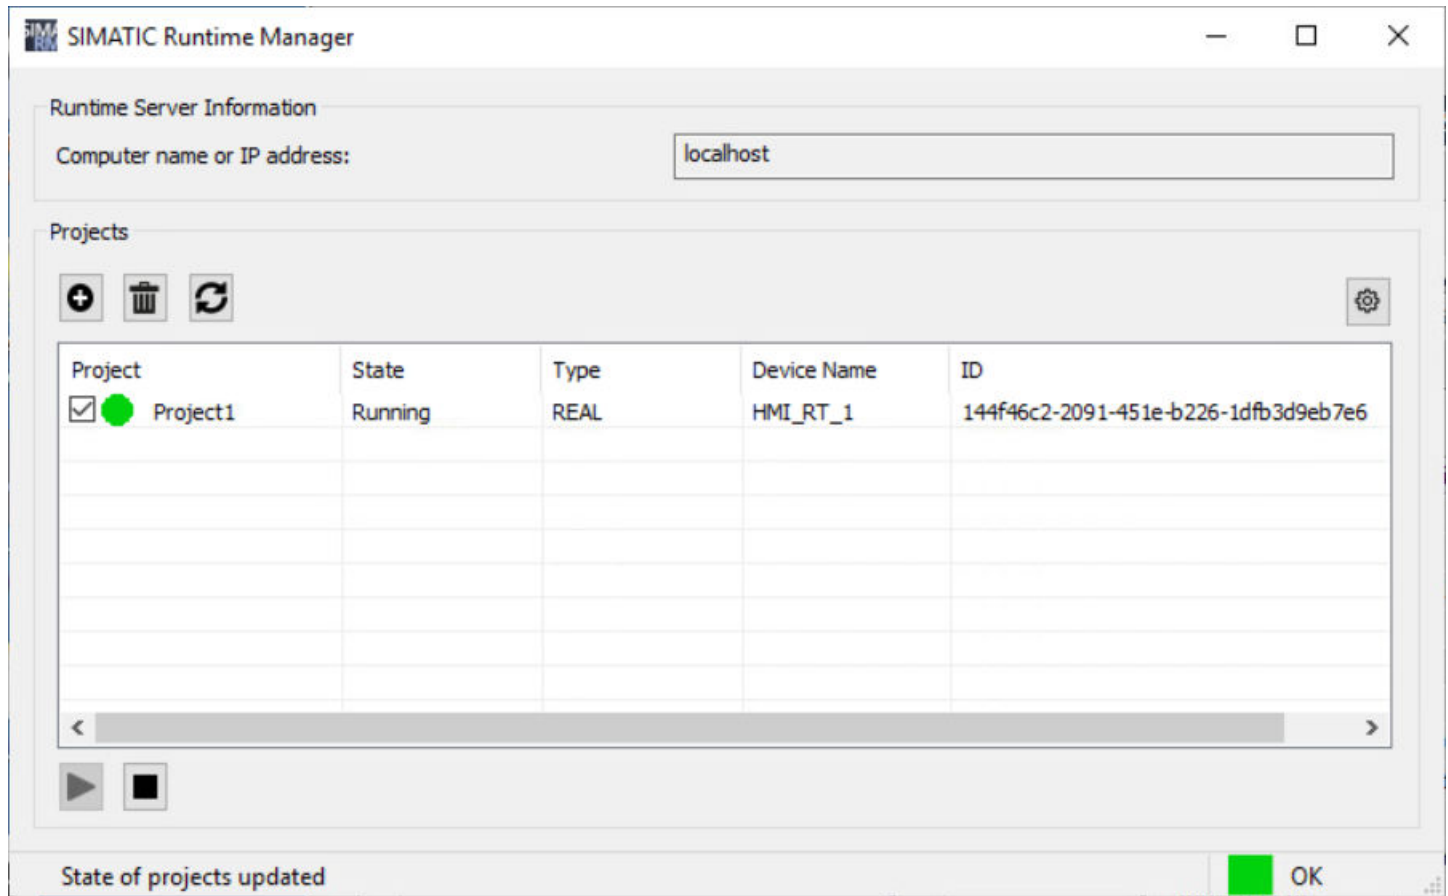 SIMATIC Runtime Manager
Runtime Server Information
Computer name or IP address: localhost
Projects
Project State Type Device Name ID
Project1 Running REAL HMI_RT_1 144f46c2-2091-451e-b226-1dfb3d9eb7e6
State of projects updated OK